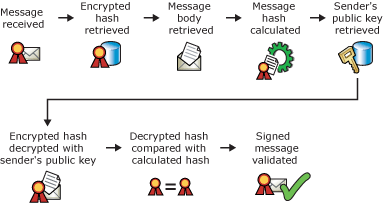 Message
received
Encrypted
hash
retrieved
Message
body
retrieved
Message
hash
calculated
Sender's
public key
retrieved
Encrypted hash
decrypted with
sender's public key
Decrypted hash
compared with
calculated hash
Signed
message
validated